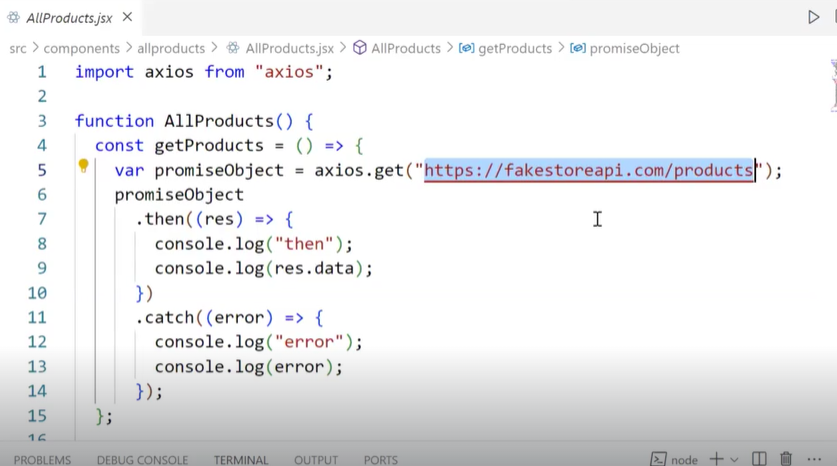 AllProducts.jsx
src > components > allproducts > AllProducts.jsx > AllProducts > getProducts > promiseObject
1 import axios from "axios";
2
3 function AllProducts() {
4 const getProducts = () => {
5 var promiseObject = axios.get("https://fakestoreapi.com/products");
6 promiseObject
7 .then((res) => {
8 console.log("then");
9 console.log(res.data);
10 })
11 .catch((error) => {
12 console.log("error");
13 console.log(error);
14 });
15 };
16
PROBLEMS DEBUG CONSOLE TERMINAL OUTPUT PORTS node